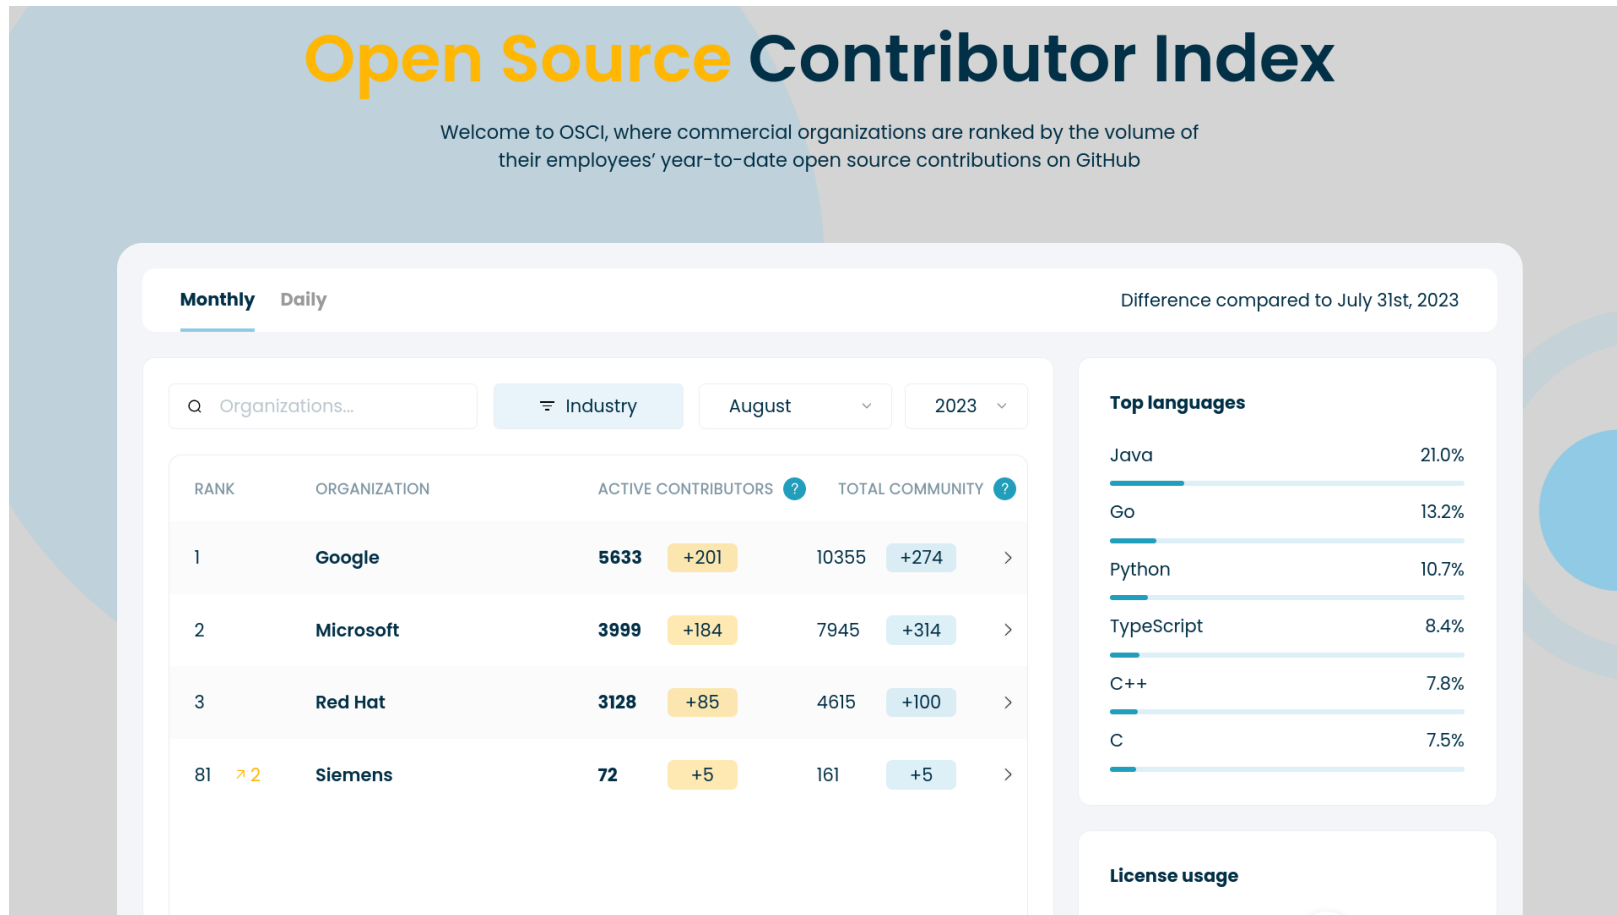 Open Source Contributor Index
Welcome to OSCI, where commercial organizations are ranked by the volume of
their employees’ year-to-date open source contributions on GitHub
Monthly Daily Difference compared to July 31st, 2023
Organizations... Industry August 2023
RANK ORGANIZATION ACTIVE CONTRIBUTORS ? TOTAL COMMUNITY ?
1 Google 5633 +201 10355 +274
2 Microsoft 3999 +184 7945 +314
3 Red Hat 3128 +85 4615 +100
81 2 Siemens 72 +5 161 +5
Top languages
Java 21.0%
Go 13.2%
Python 10.7%
TypeScript 8.4%
C++ 7.8%
C 7.5%
License usage